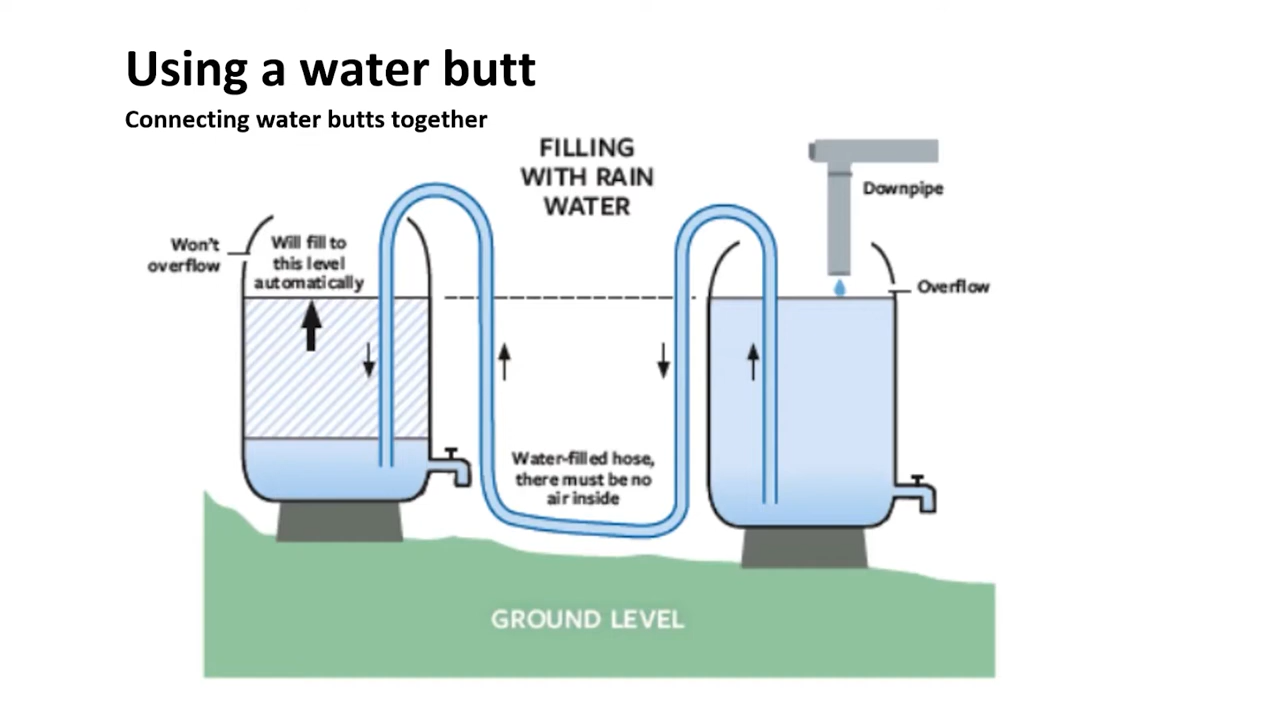 Using a water butt
Connecting water butts together
FILLING
WITH RAIN
WATER
Downpipe
Won't
overflow
Will fill to
this level
automatically
Overflow
Water-filled hose,
there must be no
air inside
GROUND LEVEL